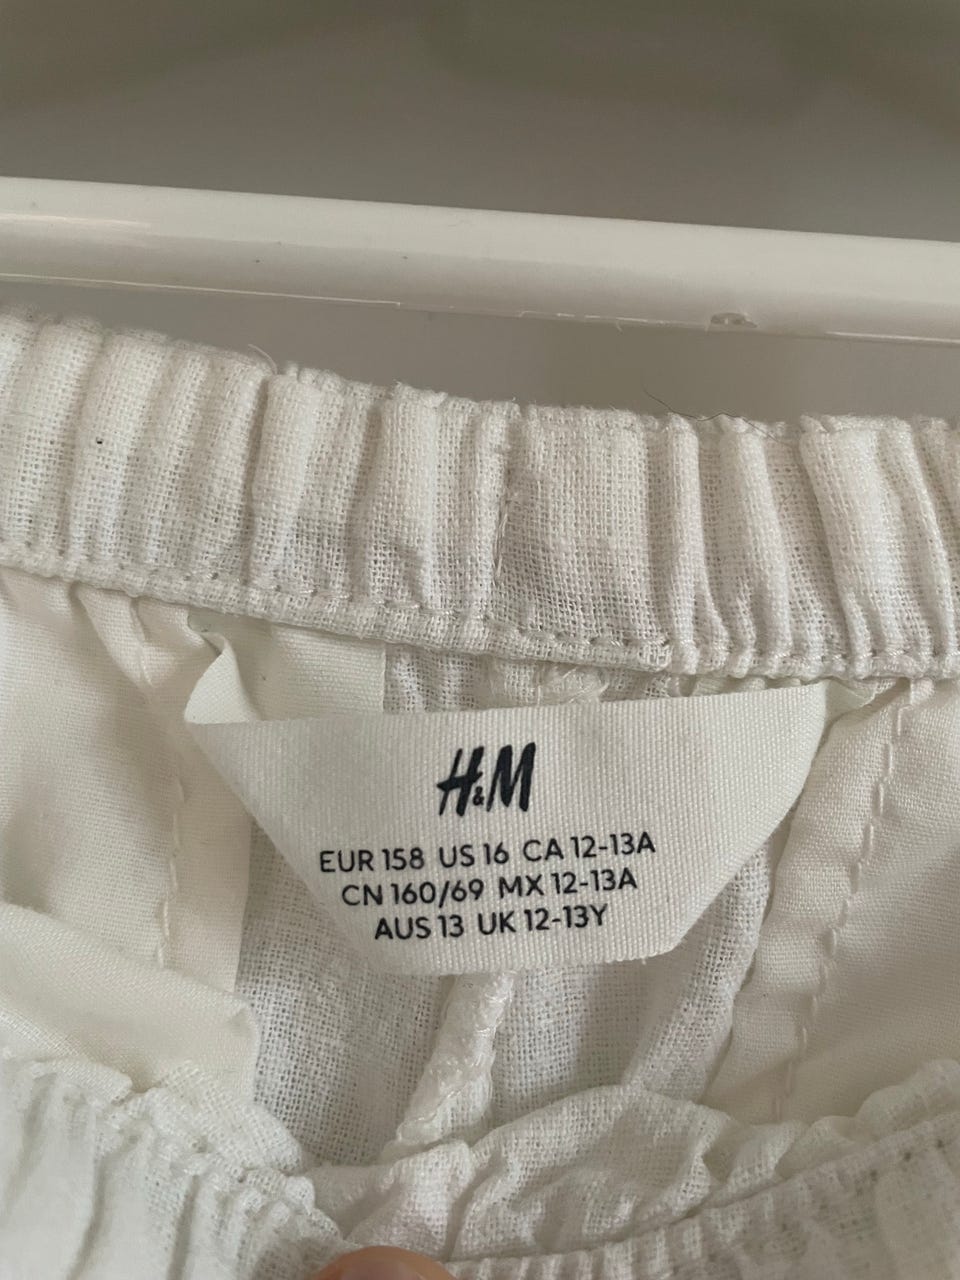 H&M
EUR 158 US 16 CA 12-13A
CN 160/69 MX 12-13A
AUS 13 UK 12-13Y